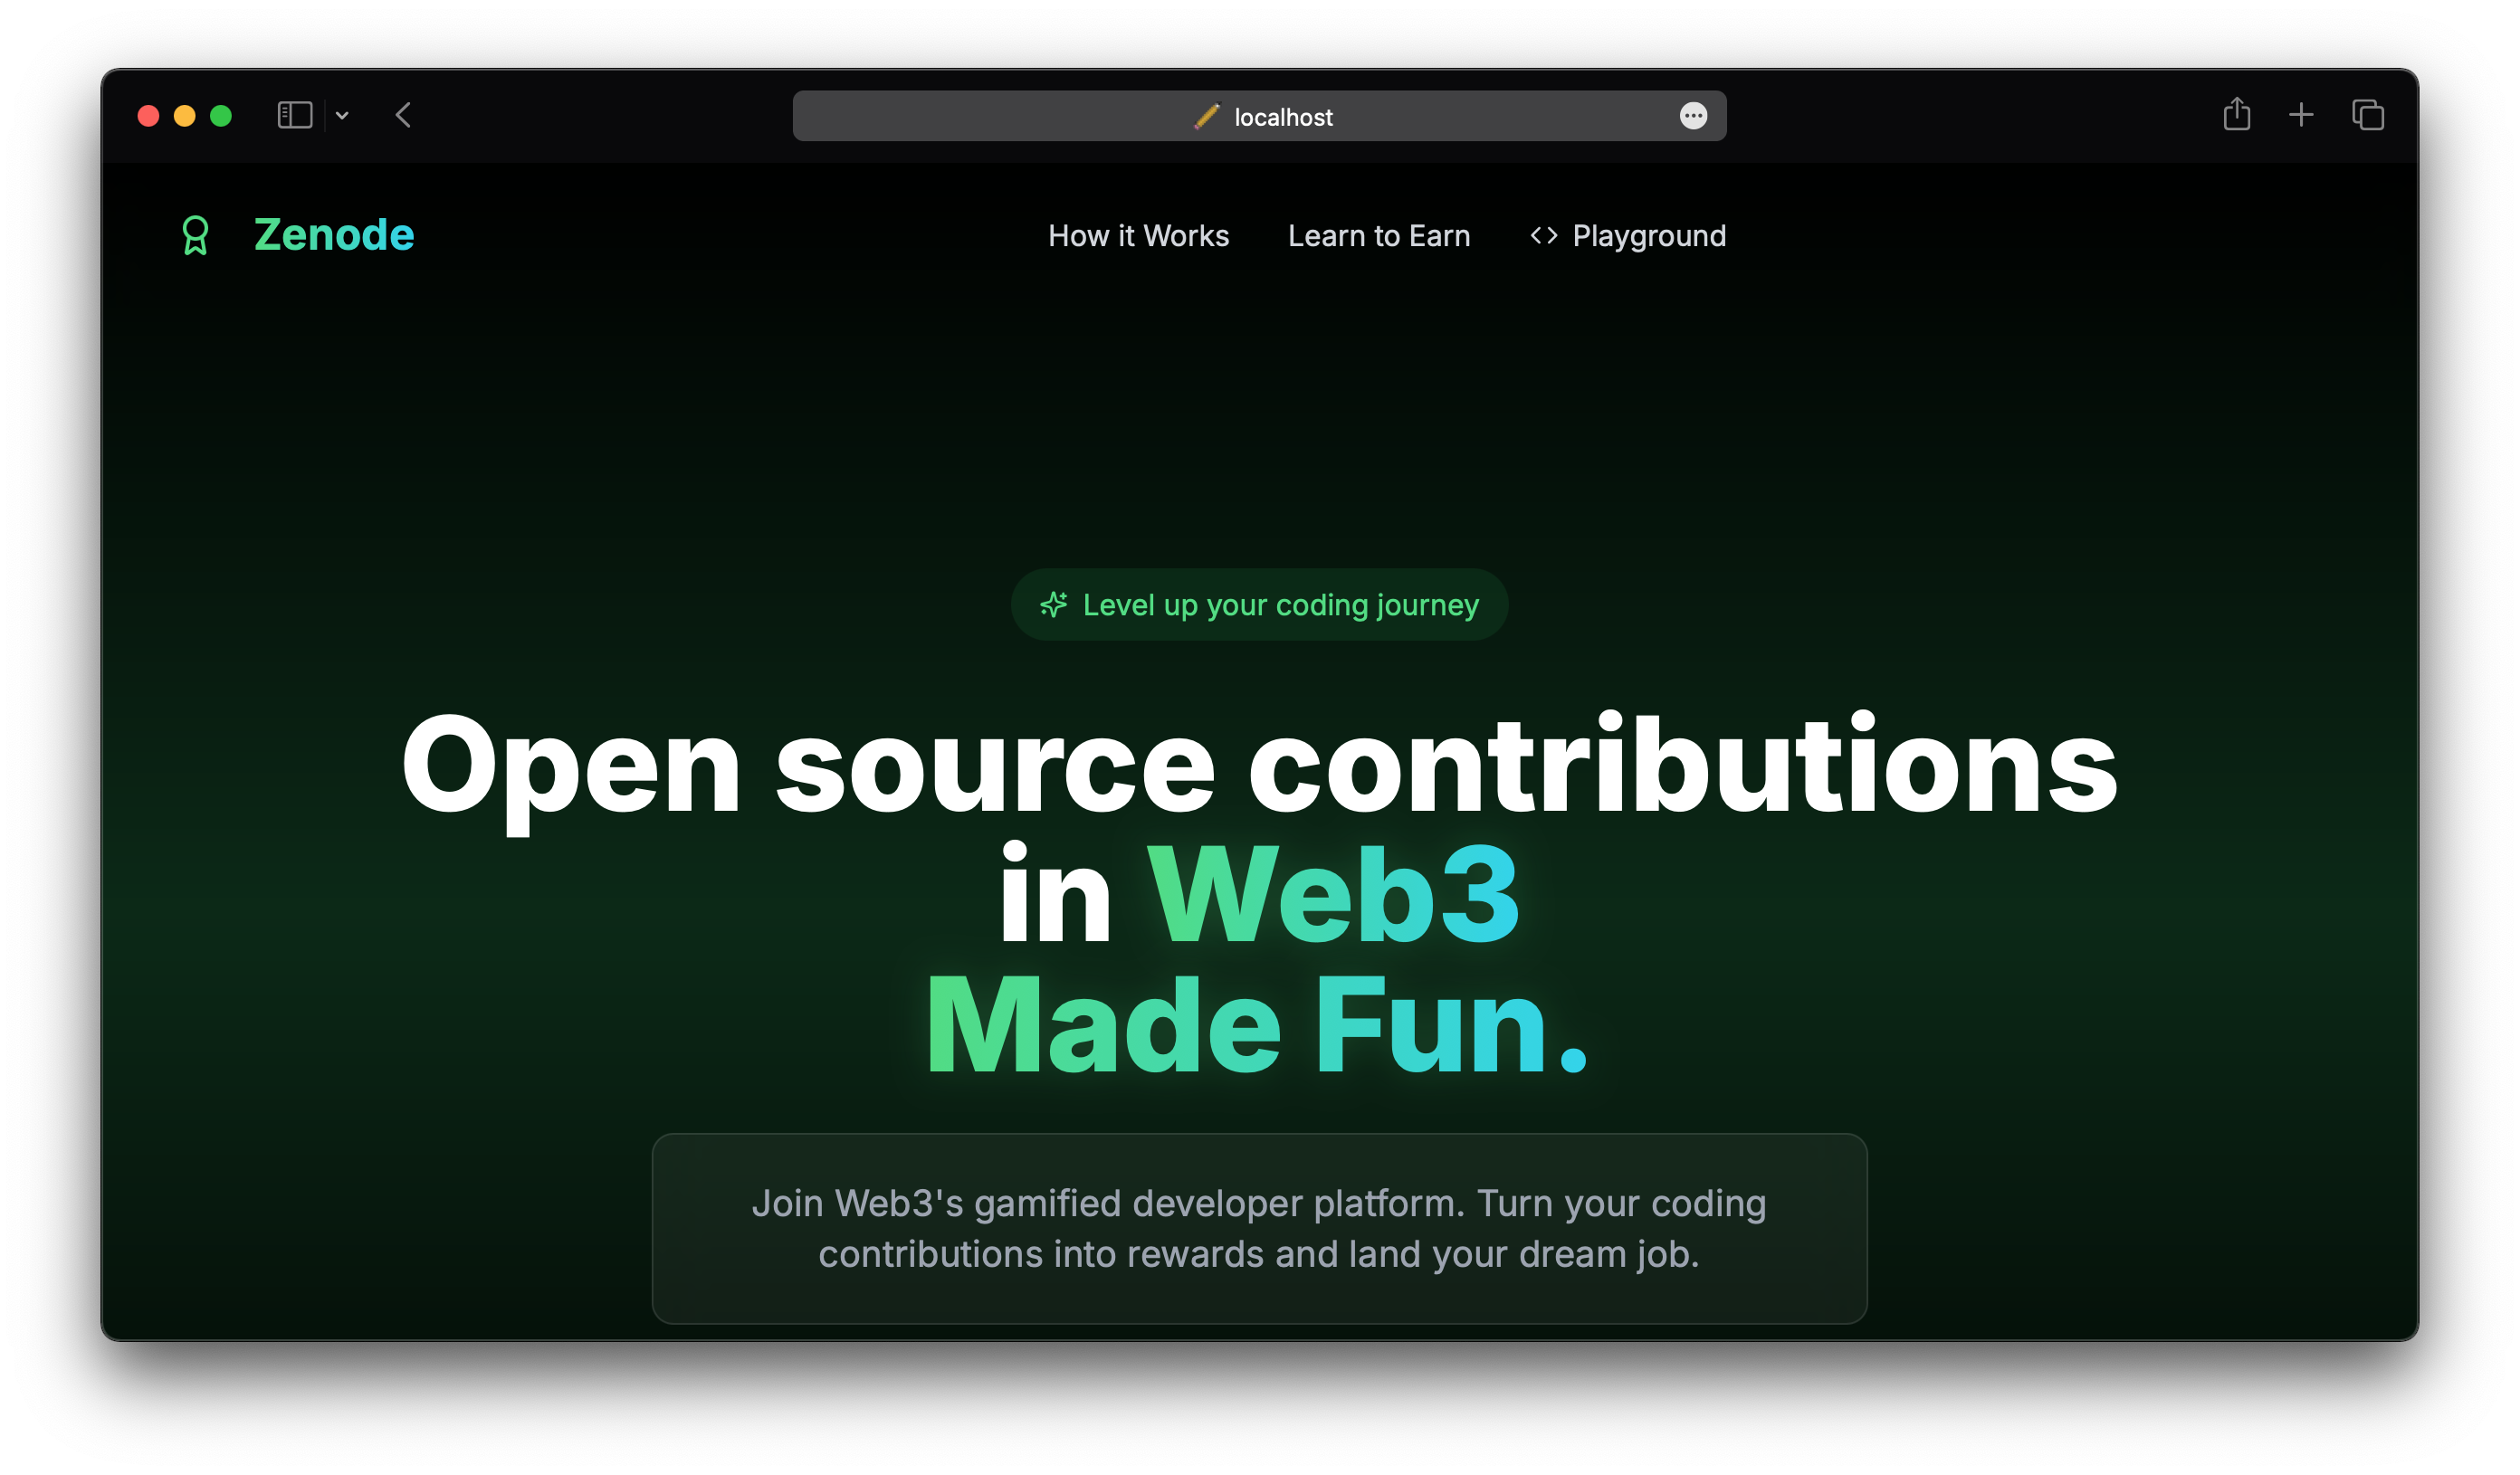 localhost
Zenode
How it Works
Learn to Earn
Playground
Level up your coding journey
Open source contributions
in Web3
Made Fun.
Join Web3's gamified developer platform. Turn your coding
contributions into rewards and land your dream job.